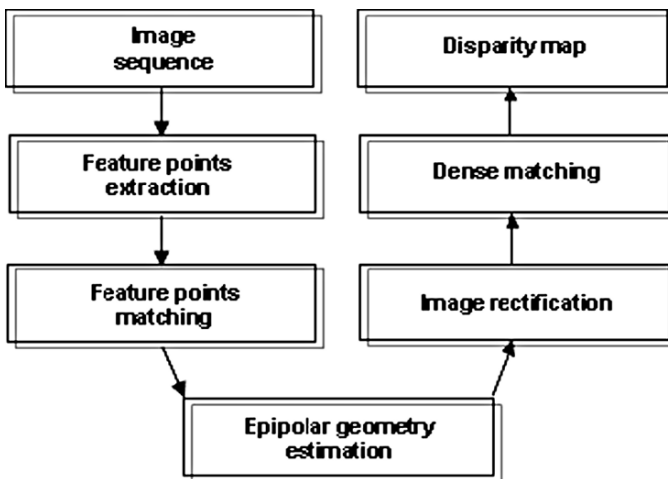 Image
sequence
Feature points
extraction
Feature points
matching
Epipolar geometry
estimation
Image rectification
Dense matching
Disparity map